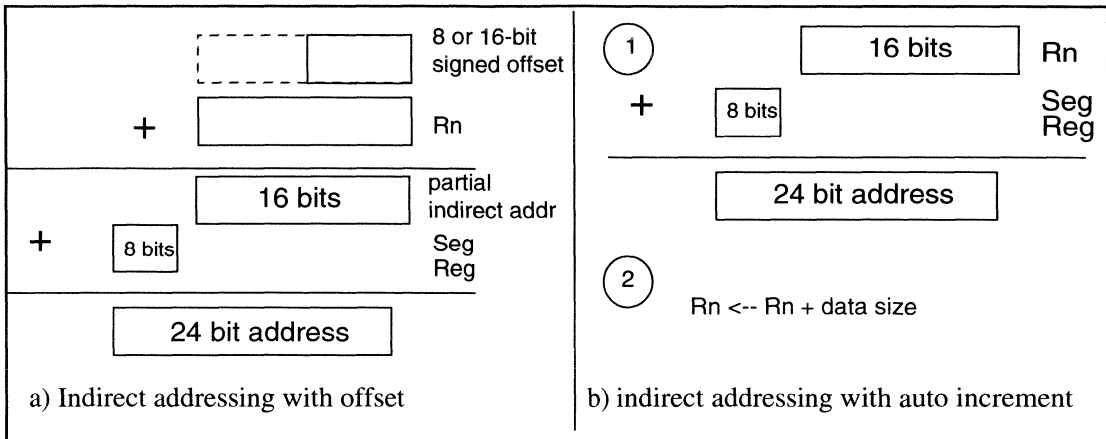 8 or 16-bit
signed offset
+
Rn
16 bits
partial
indirect addr
+
8 bits
Seg
Reg
24 bit address
a) Indirect addressing with offset
1
16 bits
Rn
+
8 bits
Seg
Reg
24 bit address
2
Rn <-- Rn + data size
b) indirect addressing with auto increment